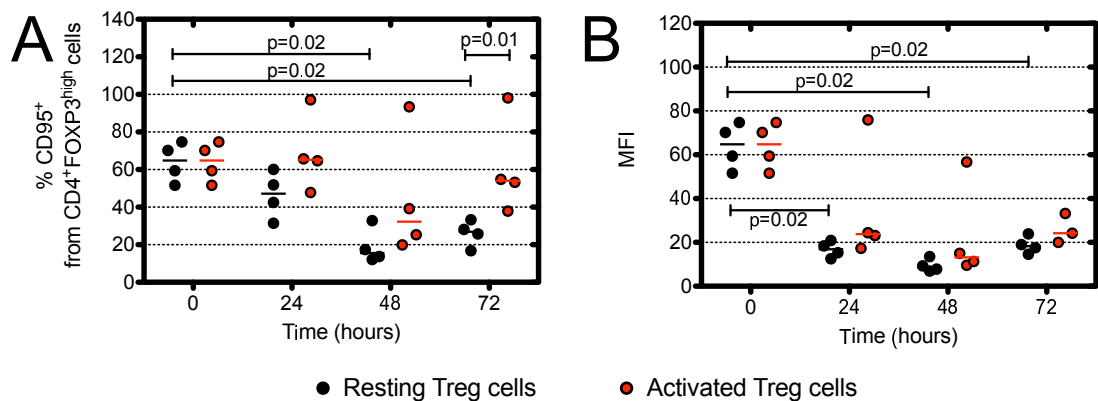 A
% CD95+
from CD4+FOXP3high cells
140
120
100
80
60
40
20
0
p=0.02
p=0.02
p=0.01
0 24 48 72
Time (hours)
B
MFI
120
100
80
60
40
20
0
p=0.02
p=0.02
p=0.02
0 24 48 72
Time (hours)
Resting Treg cells Activated Treg cells